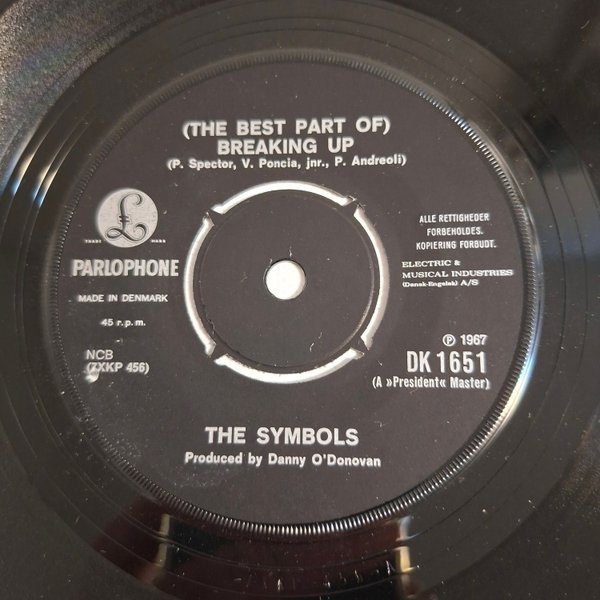 (THE BEST PART OF)
BREAKING UP
(P. Spector, V. Poncia, jnr., P. Andreoli)
£
TRADE MARK
PARLOPHONE
MADE IN DENMARK
45 r.p.m.
NCB
(7XKP 456)
ALLE RETTIGHEDER
FORBEHOLDES.
KOPIERING FORBUDT.
ELECTRIC &
MUSICAL INDUSTRIES
(Dansk-Engelsk) A/S
℗ 1967
DK 1651
(A »President« Master)
THE SYMBOLS
Produced by Danny O'Donovan